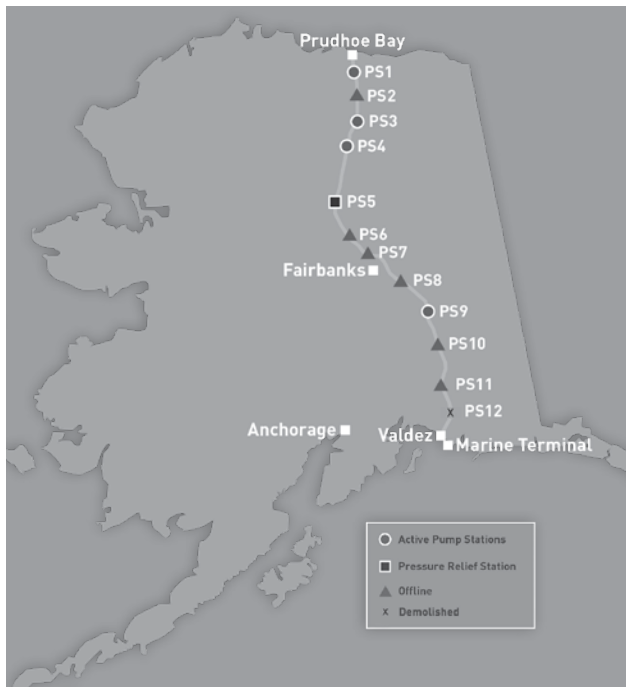 Prudhoe Bay
PS1
PS2
PS3
PS4
PS5
PS6
PS7
Fairbanks
PS8
PS9
PS10
PS11
PS12
Anchorage
Valdez
Marine Terminal
Active Pump Stations
Pressure Relief Station
Offline
x Demolished